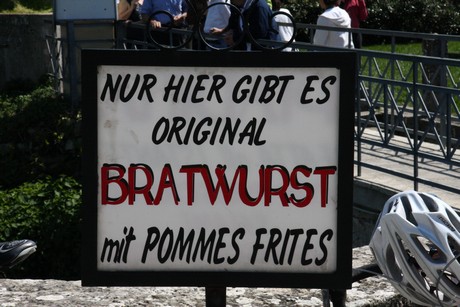 NUR HIER GIBT ES
ORIGINAL
BRATWURST
mit POMMES FRITES